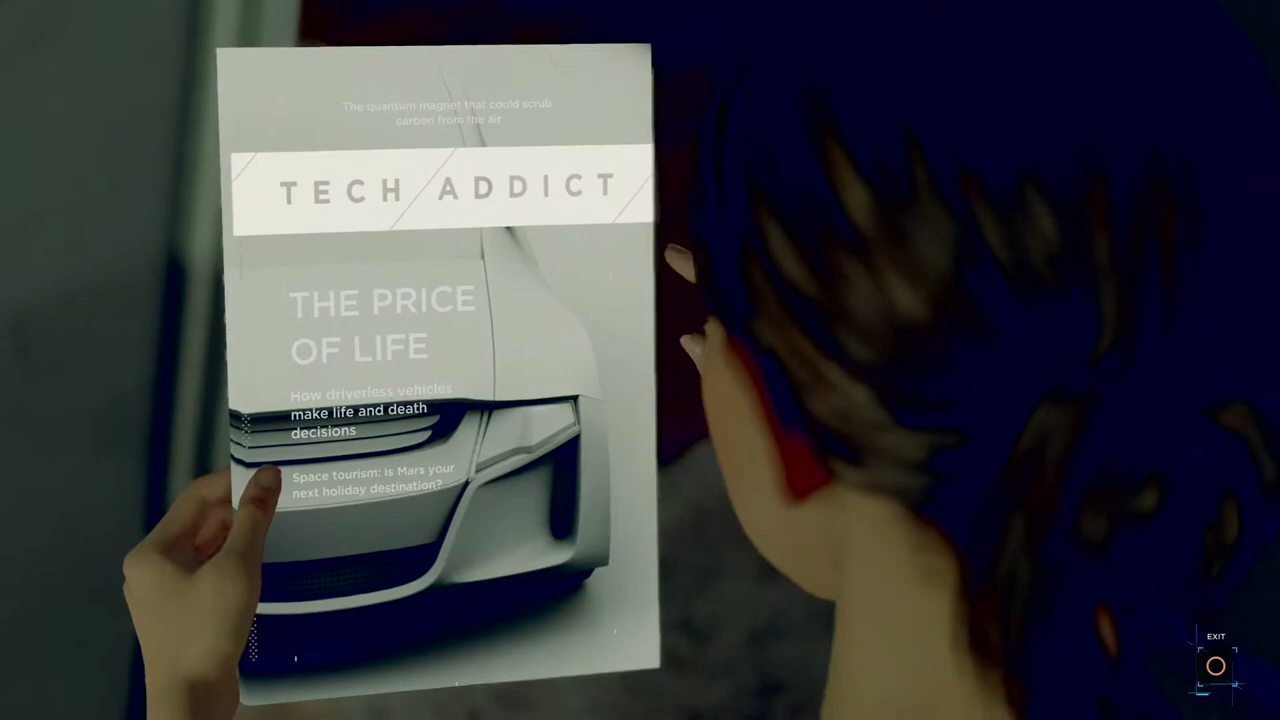 The quantum magnet that could scrub
carbon from the air
TECH ADDICT
THE PRICE
OF LIFE
How driverless vehicles
make life and death
decisions
Space tourism: Is Mars your
next holiday destination?
EXIT